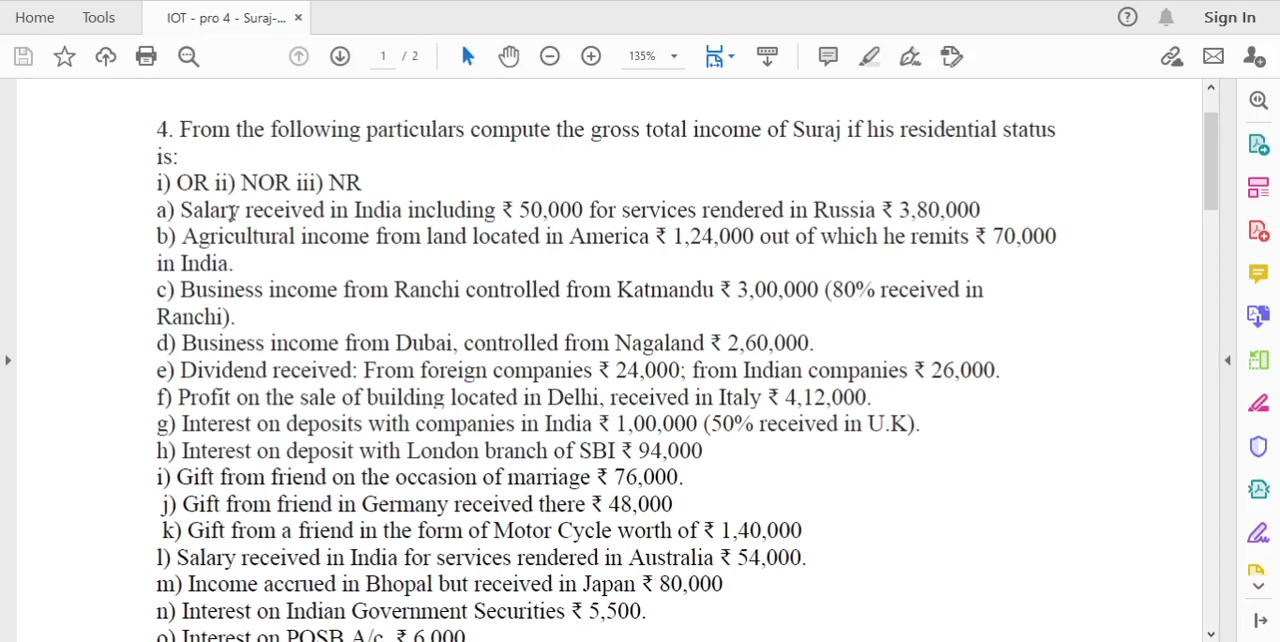 Home Tools IOT - pro 4 - Suraj-... × Sign In
1 / 2 135%
4. From the following particulars compute the gross total income of Suraj if his residential status
is:
i) OR ii) NOR iii) NR
a) Salary received in India including ₹ 50,000 for services rendered in Russia ₹ 3,80,000
b) Agricultural income from land located in America ₹ 1,24,000 out of which he remits ₹ 70,000
in India.
c) Business income from Ranchi controlled from Katmandu ₹ 3,00,000 (80% received in
Ranchi).
d) Business income from Dubai, controlled from Nagaland ₹ 2,60,000.
e) Dividend received: From foreign companies ₹ 24,000; from Indian companies ₹ 26,000.
f) Profit on the sale of building located in Delhi, received in Italy ₹ 4,12,000.
g) Interest on deposits with companies in India ₹ 1,00,000 (50% received in U.K).
h) Interest on deposit with London branch of SBI ₹ 94,000
i) Gift from friend on the occasion of marriage ₹ 76,000.
j) Gift from friend in Germany received there ₹ 48,000
k) Gift from a friend in the form of Motor Cycle worth of ₹ 1,40,000
l) Salary received in India for services rendered in Australia ₹ 54,000.
m) Income accrued in Bhopal but received in Japan ₹ 80,000
n) Interest on Indian Government Securities ₹ 5,500.
o) Interest on POSB A/c ₹ 6,000